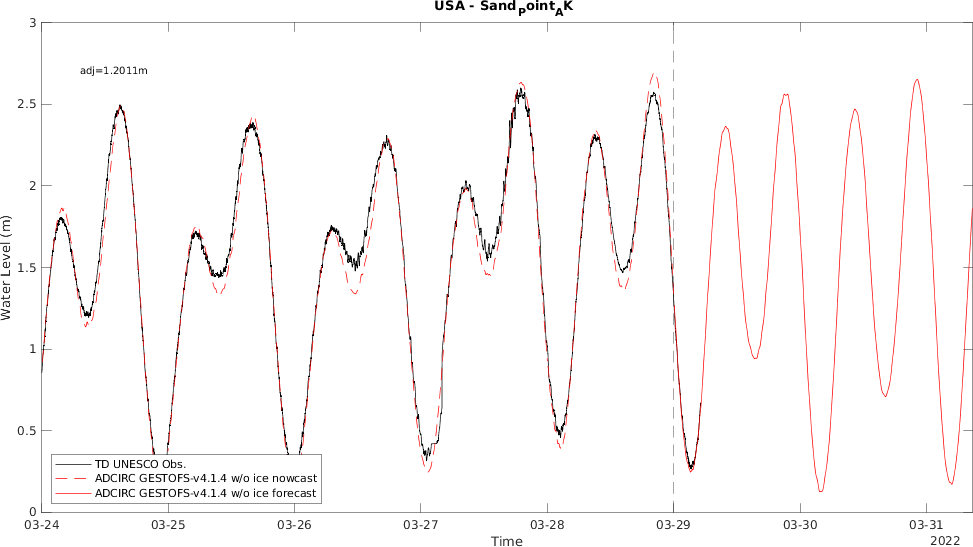 USA - Sand_Point_AK
3
adj=1.2011m
2.5
2
1.5
1
0.5
0
Water Level (m)
TD UNESCO Obs.
ADCIRC GESTOFS-v4.1.4 w/o ice nowcast
ADCIRC GESTOFS-v4.1.4 w/o ice forecast
03-24 03-25 03-26 03-27 03-28 03-29 03-30 03-31
Time
2022